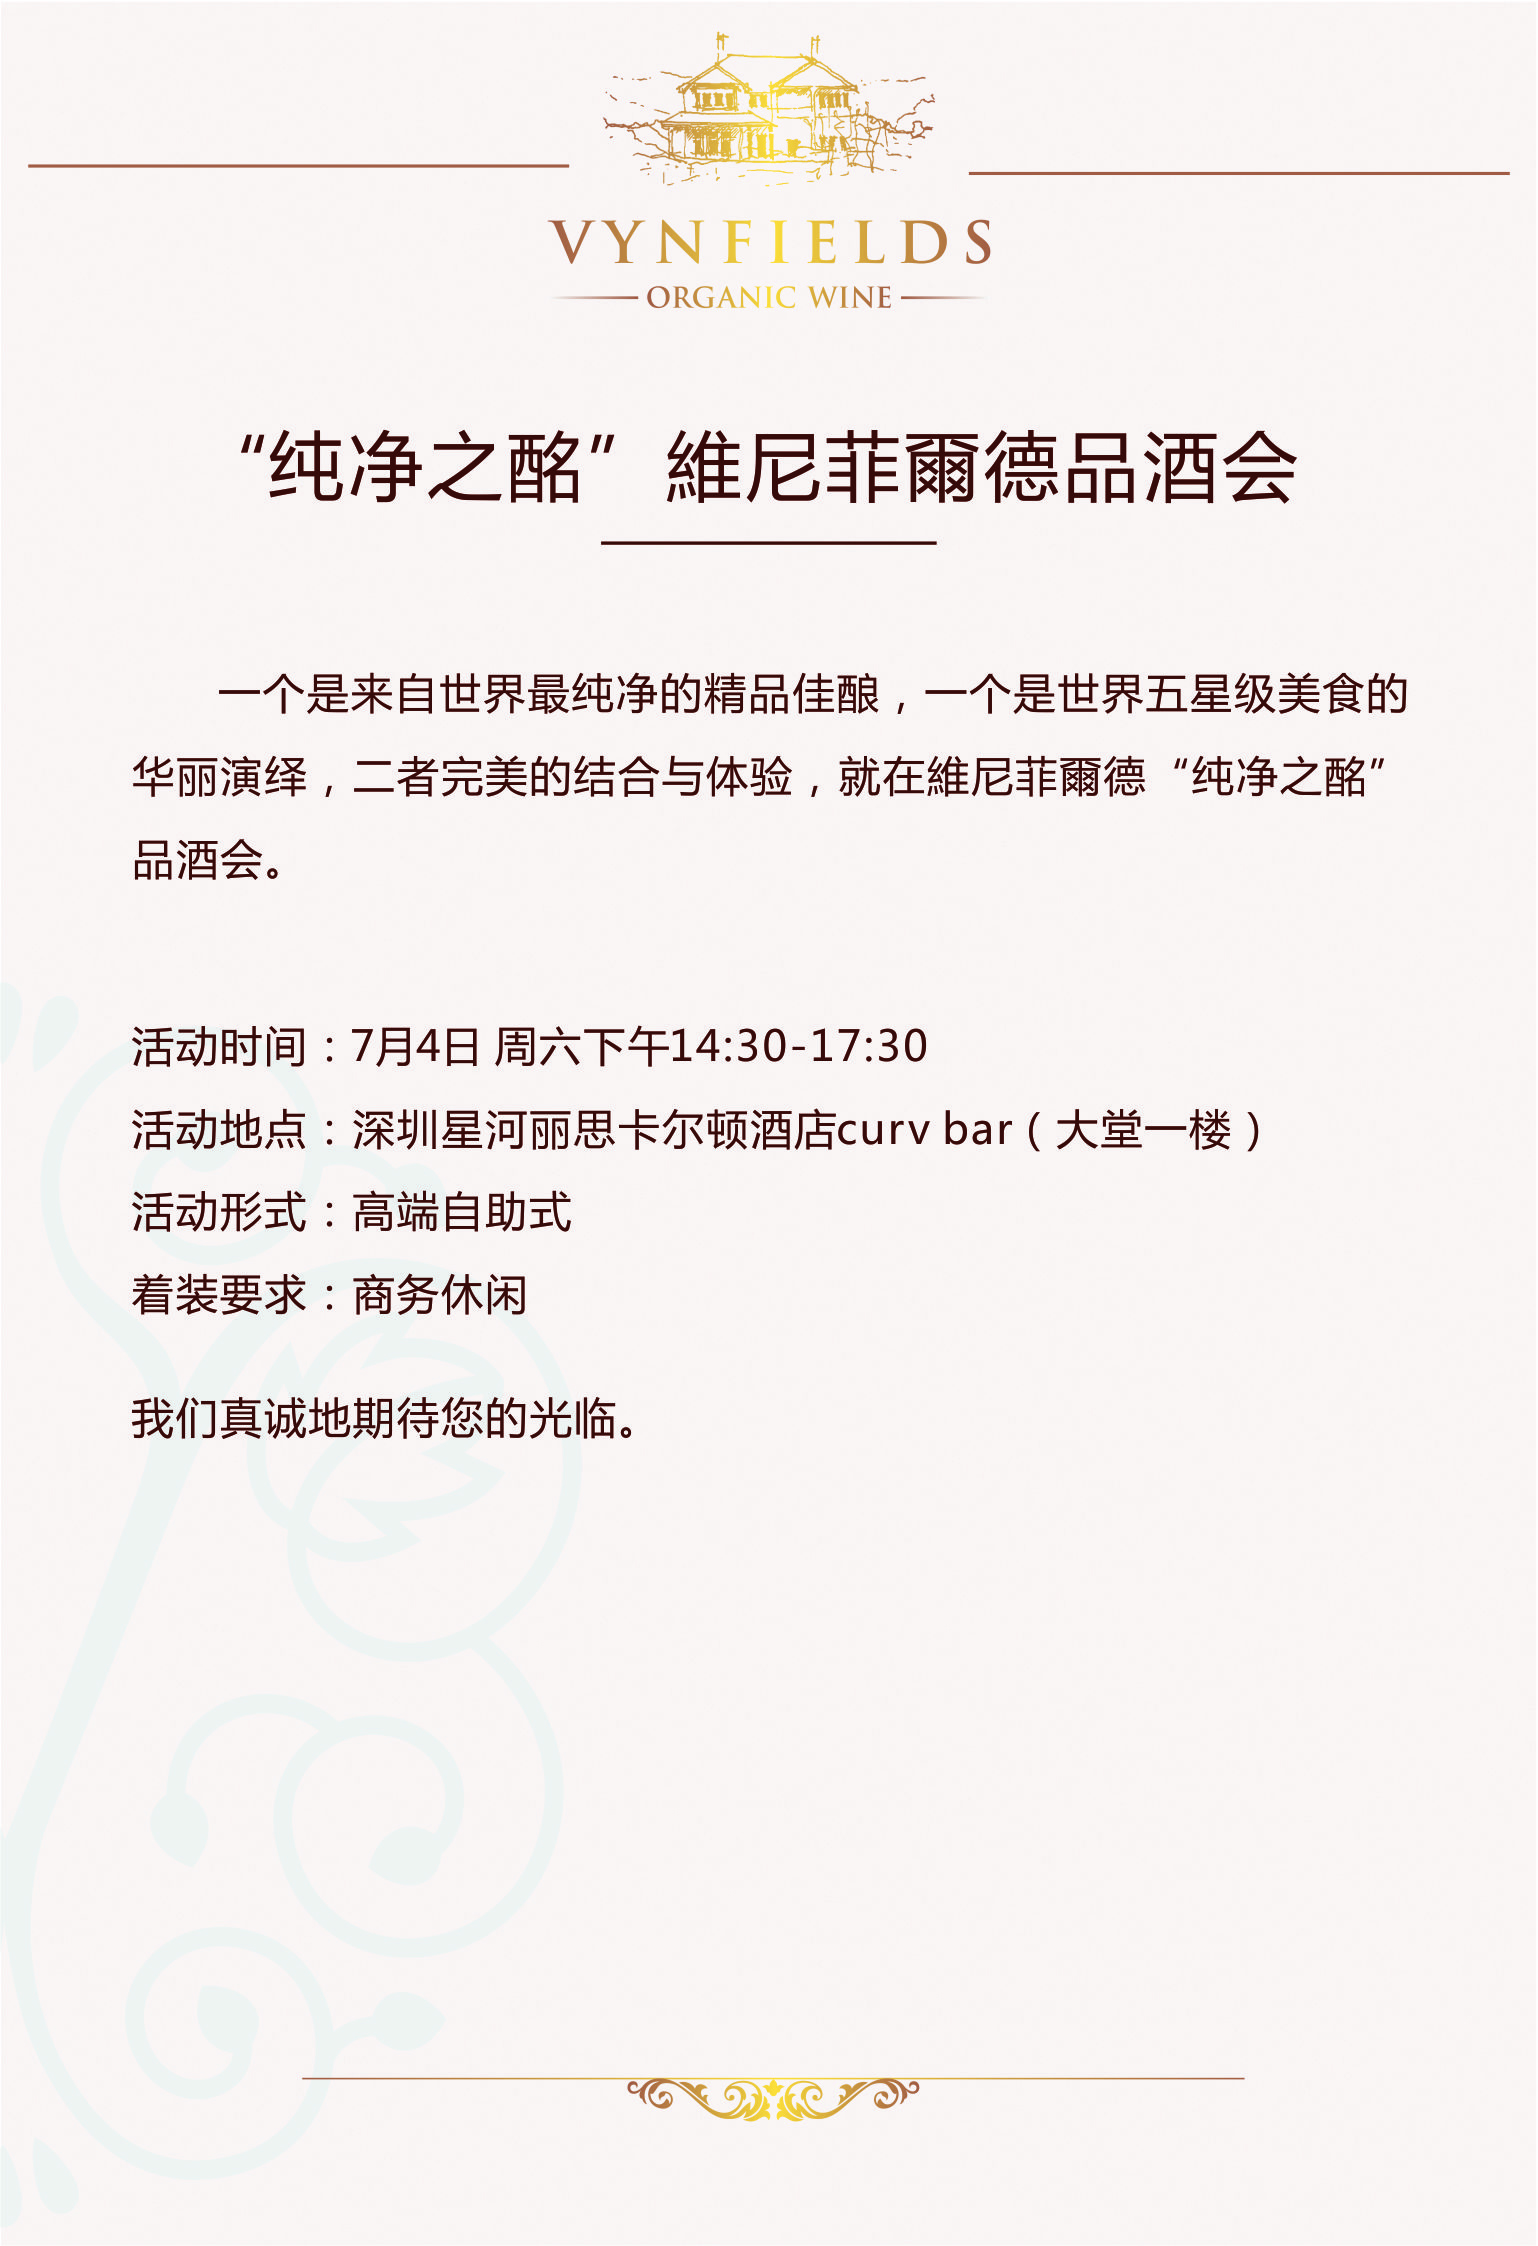 VYNFIELDS
ORGANIC WINE
“纯净之酩”維尼菲爾德品酒会
一个是来自世界最纯净的精品佳酿，一个是世界五星级美食的
华丽演绎，二者完美的结合与体验，就在維尼菲爾德“纯净之酩”
品酒会。
活动时间：7月4日 周六下午14:30-17:30
活动地点：深圳星河丽思卡尔顿酒店curv bar（大堂一楼）
活动形式：高端自助式
着装要求：商务休闲
我们真诚地期待您的光临。